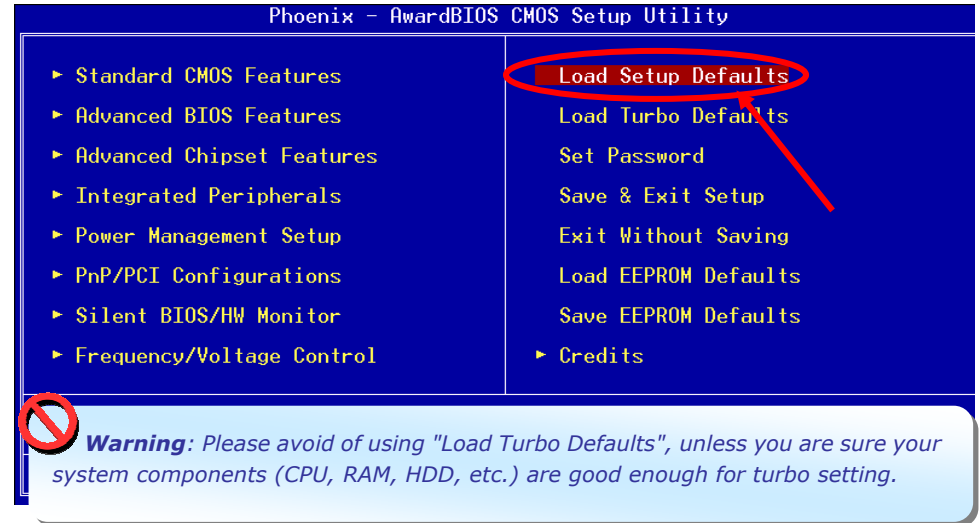 Phoenix - AwardBIOS CMOS Setup Utility
► Standard CMOS Features
► Advanced BIOS Features
► Advanced Chipset Features
► Integrated Peripherals
► Power Management Setup
► PnP/PCI Configurations
► Silent BIOS/HW Monitor
► Frequency/Voltage Control
Load Setup Defaults
Load Turbo Defaults
Set Password
Save & Exit Setup
Exit Without Saving
Load EEPROM Defaults
Save EEPROM Defaults
► Credits
Warning: Please avoid of using "Load Turbo Defaults", unless you are sure your
system components (CPU, RAM, HDD, etc.) are good enough for turbo setting.